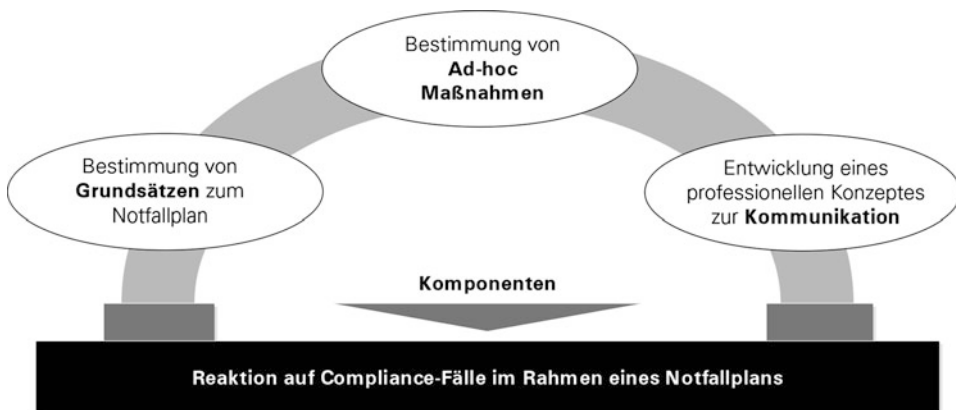 Bestimmung von
Ad-hoc
Maßnahmen
Bestimmung von
Grundsätzen zum
Notfallplan
Entwicklung eines
professionellen Konzeptes
zur Kommunikation
Komponenten
Reaktion auf Compliance-Fälle im Rahmen eines Notfallplans